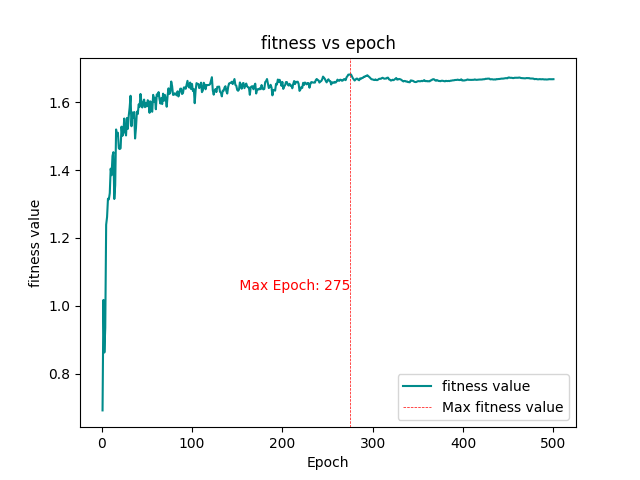 fitness vs epoch
fitness value
1.6
1.4
1.2
1.0
0.8
Max Epoch: 275
fitness value
Max fitness value
0
100
200
300
400
500
Epoch